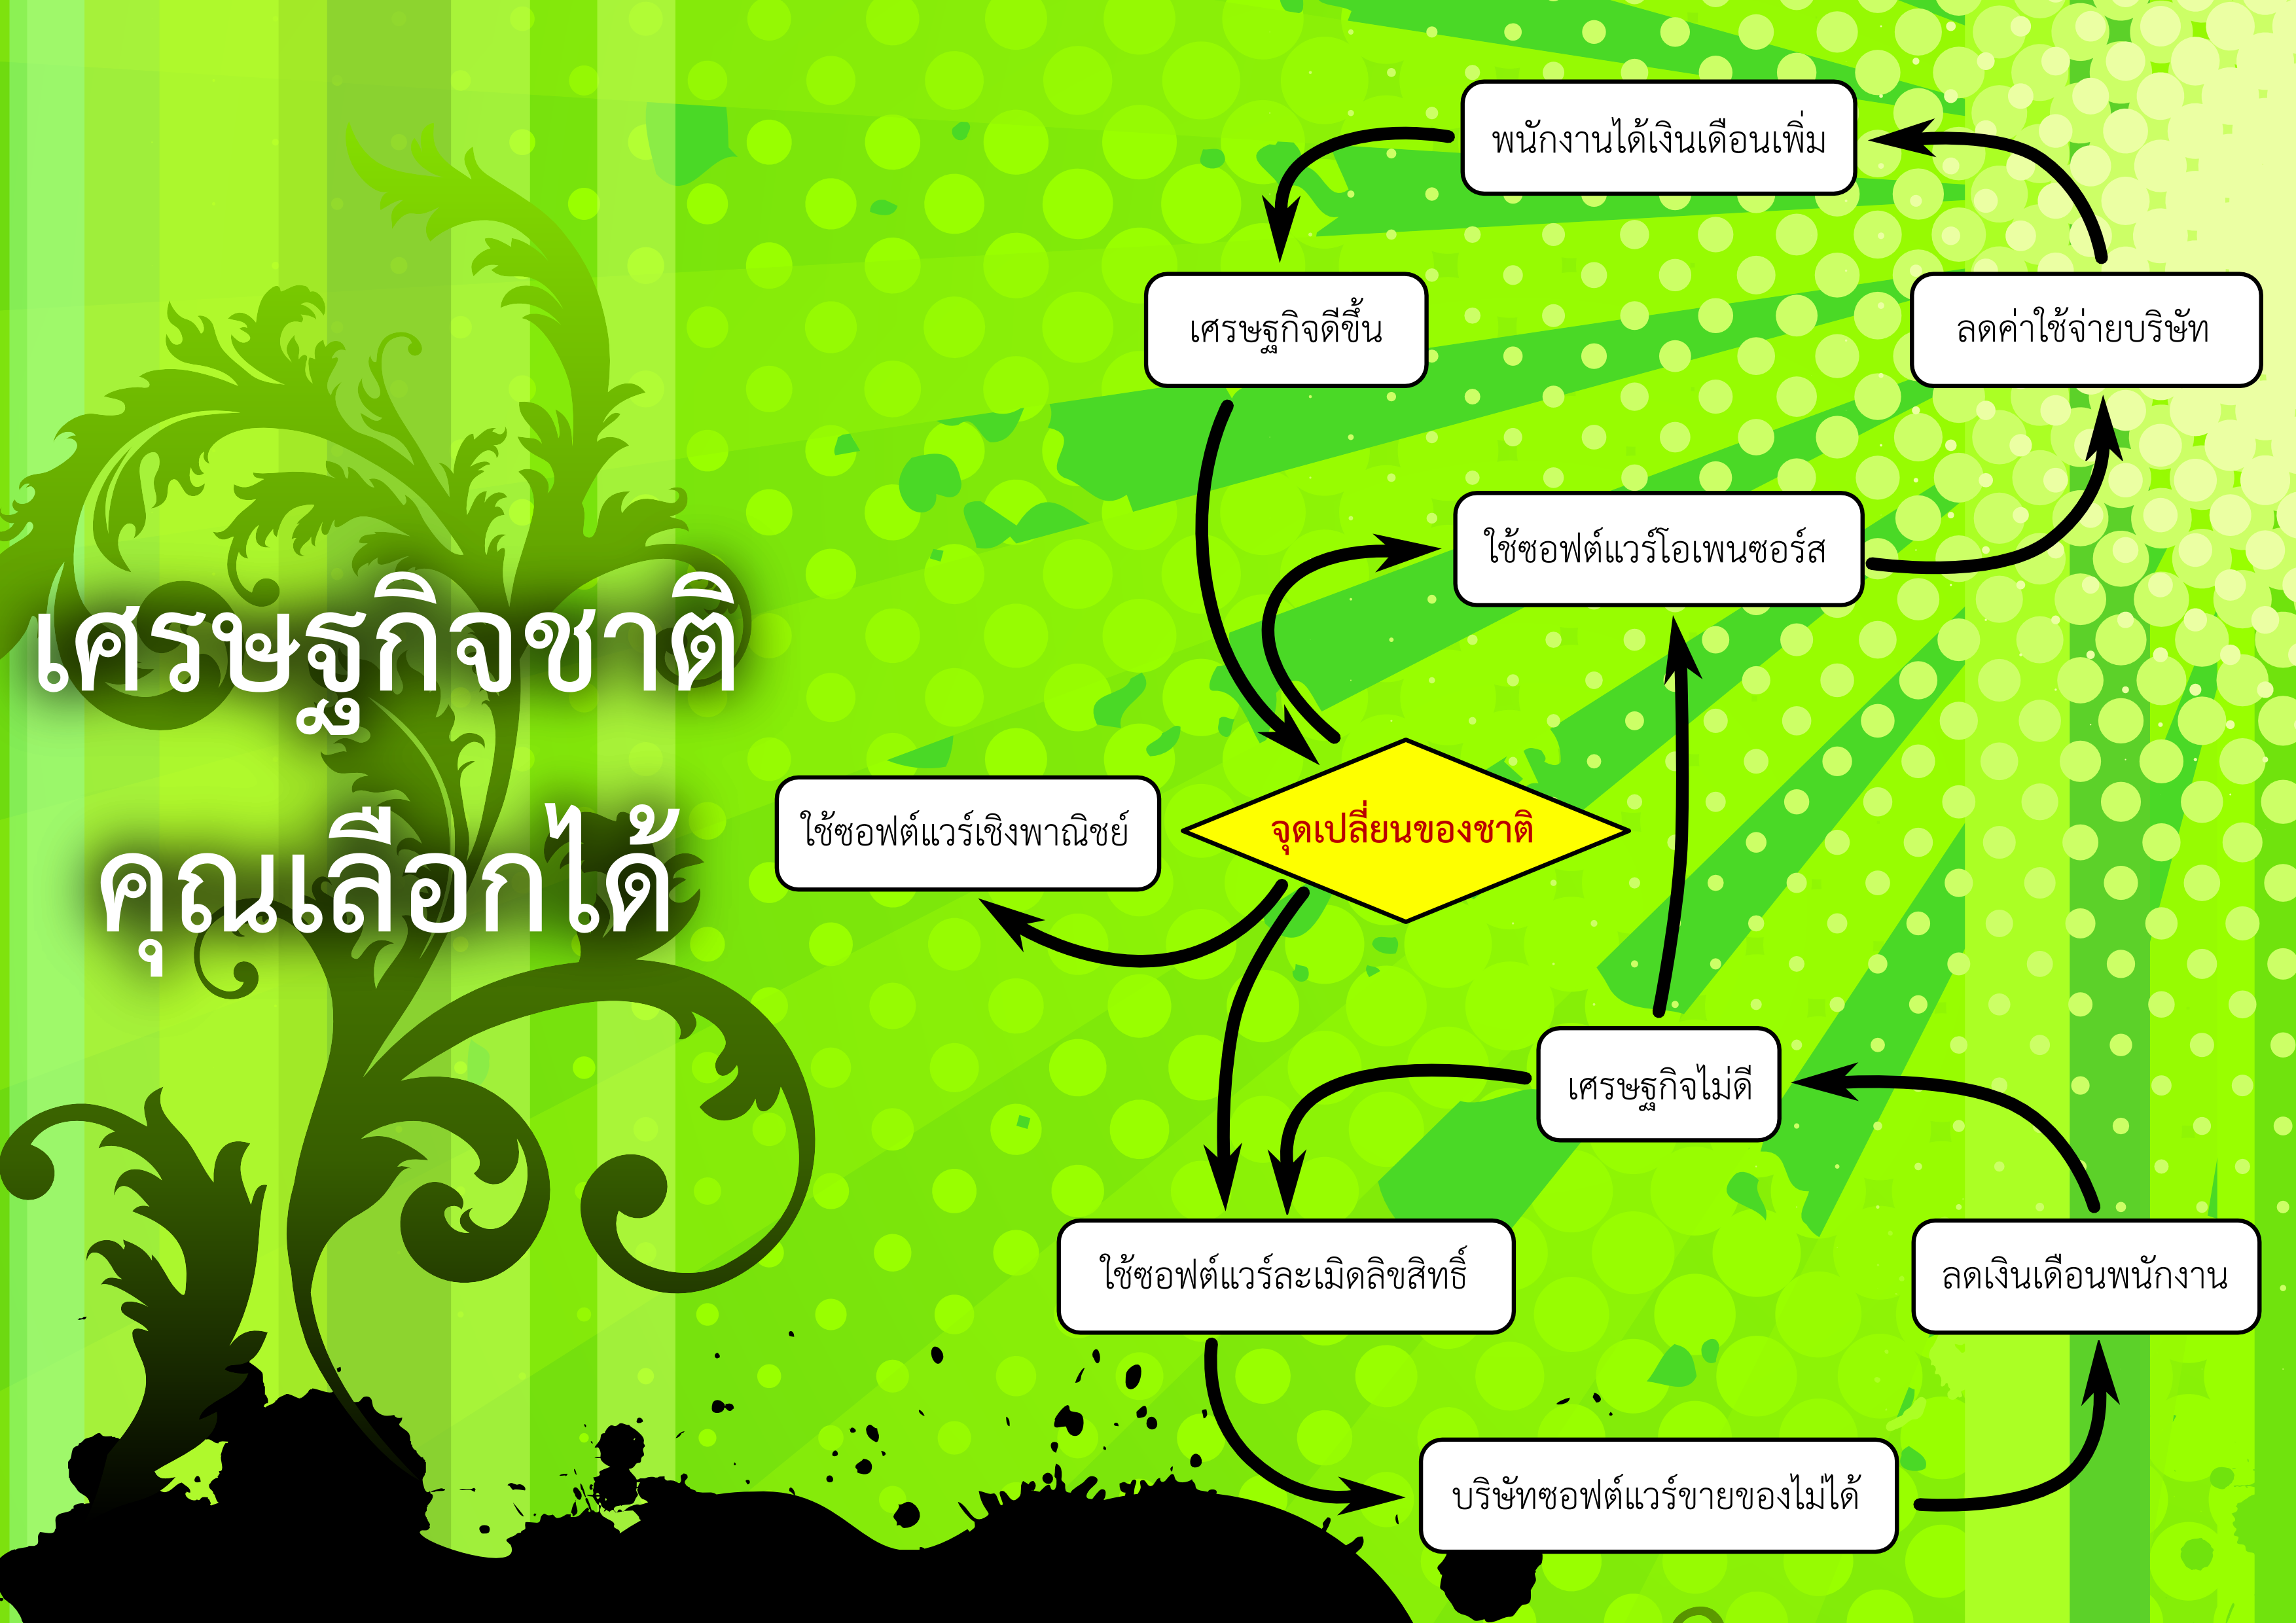 เศรษฐกิจชาติ
คุณเลือกได้
พนักงานได้เงินเดือนเพิ่ม
เศรษฐกิจดีขึ้น
ลดค่าใช้จ่ายบริษัท
ใช้ซอฟต์แวร์โอเพนซอร์ส
ใช้ซอฟต์แวร์เชิงพาณิชย์
จุดเปลี่ยนของชาติ
เศรษฐกิจไม่ดี
ใช้ซอฟต์แวร์ละเมิดลิขสิทธิ์
ลดเงินเดือนพนักงาน
บริษัทซอฟต์แวร์ขายของไม่ได้